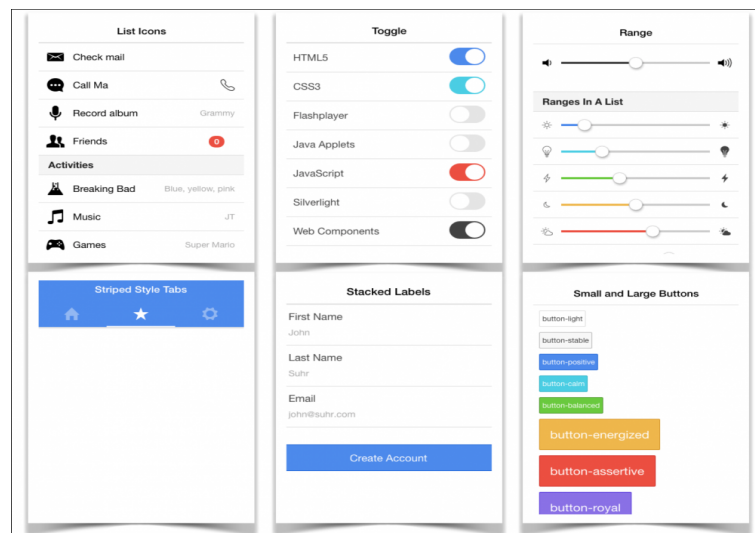 List Icons
Check mail
Call Ma
Record album Grammy
Friends 0
Activities
Breaking Bad Blue, yellow, pink
Music JT
Games Super Mario
Toggle
HTML5
CSS3
Flashplayer
Java Applets
JavaScript
Silverlight
Web Components
Range
Ranges In A List
Striped Style Tabs
Stacked Labels
First Name
John
Last Name
Suhr
Email
john@suhr.com
Create Account
Small and Large Buttons
button-light
button-stable
button-positive
button-calm
button-balanced
button-energized
button-assertive
button-royal